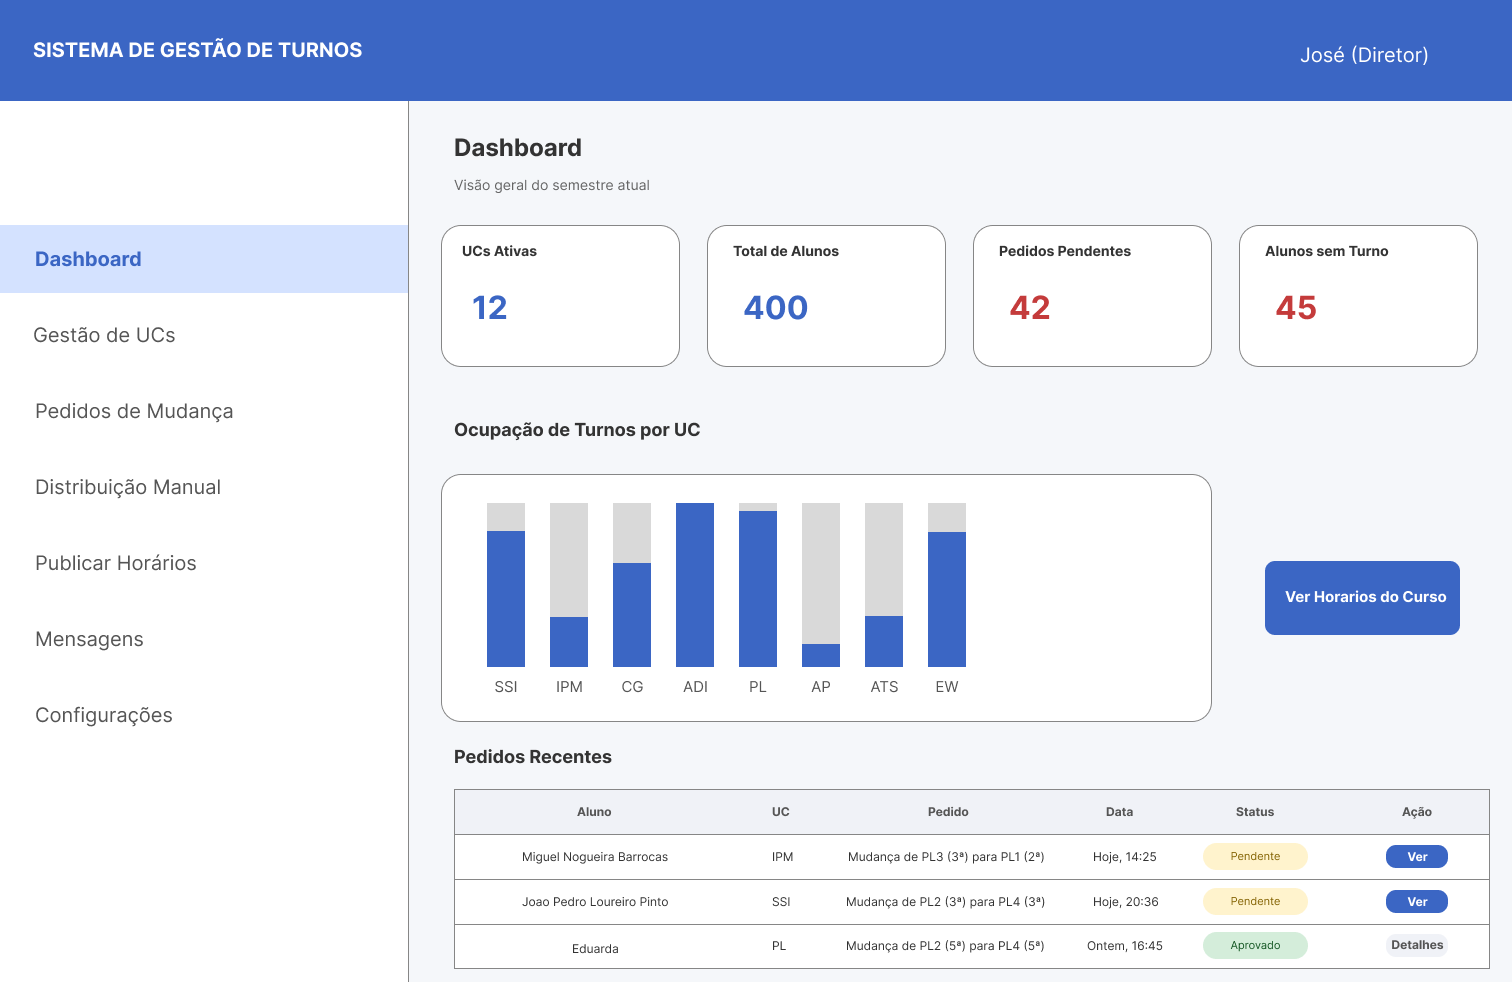 SISTEMA DE GESTÃO DE TURNOS
José (Diretor)
Dashboard
Gestão de UCs
Pedidos de Mudança
Distribuição Manual
Publicar Horários
Mensagens
Configurações
Dashboard
Visão geral do semestre atual
UCs Ativas
12
Total de Alunos
400
Pedidos Pendentes
42
Alunos sem Turno
45
Ocupação de Turnos por UC
SSI IPM CG ADI PL AP ATS EW
Ver Horarios do Curso
Pedidos Recentes
Aluno UC Pedido Data Status Ação
Miguel Nogueira Barrocas IPM Mudança de PL3 (3ª) para PL1 (2ª) Hoje, 14:25 Pendente Ver
Joao Pedro Loureiro Pinto SSI Mudança de PL2 (3ª) para PL4 (3ª) Hoje, 20:36 Pendente Ver
Eduarda PL Mudança de PL2 (5ª) para PL4 (5ª) Ontem, 16:45 Aprovado Detalhes